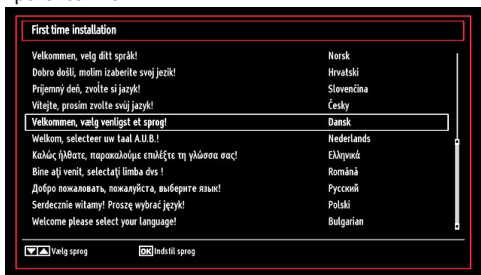 First time installation
Velkommen, velg ditt språk! Norsk
Dobro došli, molim izaberite svoj jezik! Hrvatski
Príjemný deň, zvoľte si jazyk! Slovenčina
Vítejte, prosím zvolte svůj jazyk! Česky
Velkommen, vælg venligst et sprog! Dansk
Welkom, selecteer uw taal A.U.B.! Nederlands
Καλώς ήλθατε, παρακαλούμε επιλέξτε τη γλώσσα σας! Ελληνικά
Bine aţi venit, selectaţi limba dvs ! Română
Добро пожаловать, пожалуйста, выберите язык! Русский
Serdecznie witamy! Proszę wybrać język! Polski
Welcome please select your language! Bulgarian
Vælg sprog OK Indstil sprog